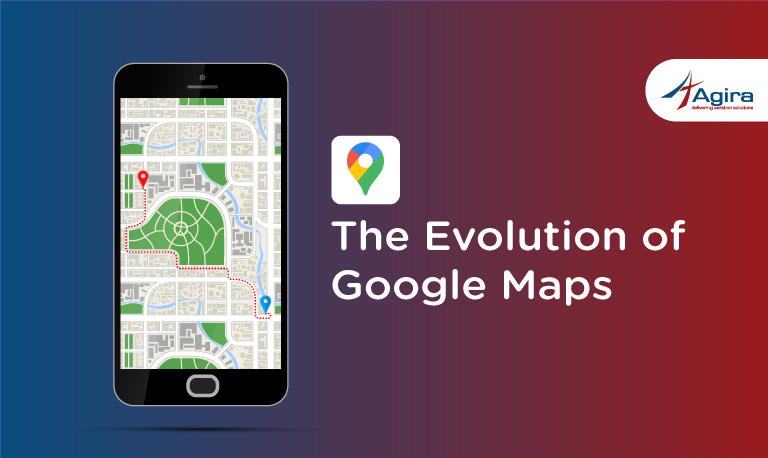 Agira
delivering sentinel solutions
The Evolution of
Google Maps